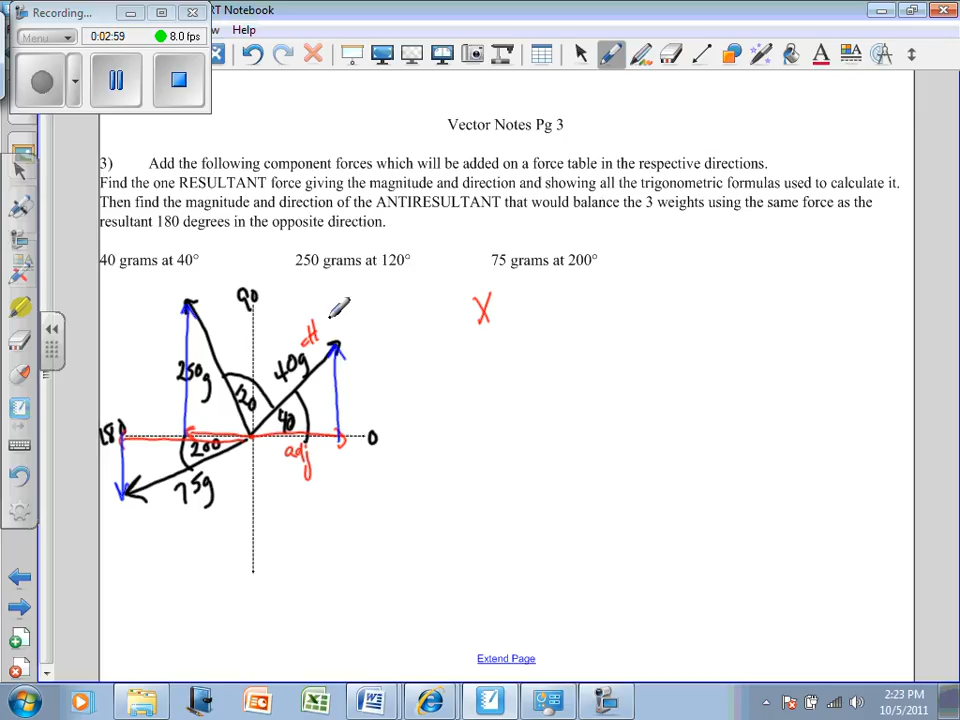 Recording...
RT Notebook
Menu
0:02:59
8.0 fps
w
Help
Vector Notes Pg 3
3) Add the following component forces which will be added on a force table in the respective directions.
Find the one RESULTANT force giving the magnitude and direction and showing all the trigonometric formulas used to calculate it.
Then find the magnitude and direction of the ANTIRESULTANT that would balance the 3 weights using the same force as the
resultant 180 degrees in the opposite direction.
40 grams at 40° 250 grams at 120° 75 grams at 200°
90
X
H
250g
40g
120
40
180
0
200
adj
75g
Extend Page
2:23 PM
10/5/2011